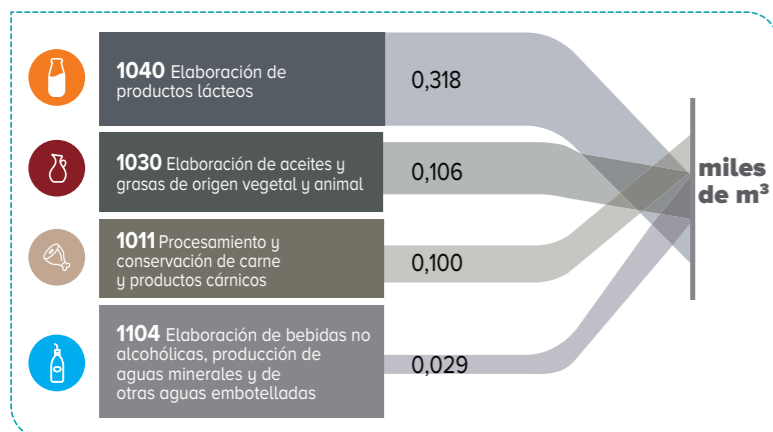 1040 Elaboración de
productos lácteos
0,318
1030 Elaboración de aceites y
grasas de origen vegetal y animal
0,106
1011 Procesamiento y
conservación de carne
y productos cárnicos
0,100
1104 Elaboración de bebidas no
alcohólicas, producción de
aguas minerales y de
otras aguas embotelladas
0,029
miles
de m³